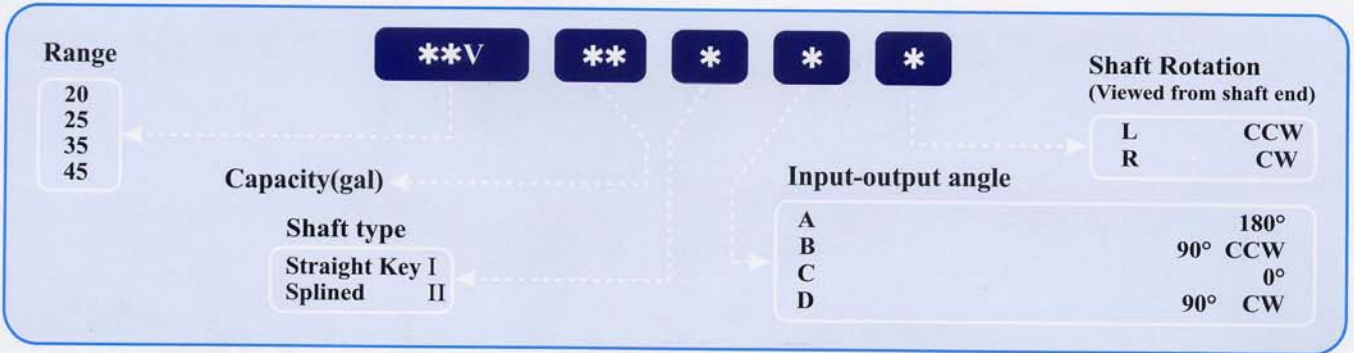 **V ** * * *
Range
20
25
35
45
Capacity(gal)
Shaft type
Straight Key I
Splined II
Input-output angle
A 180°
B 90° CCW
C 0°
D 90° CW
Shaft Rotation
(Viewed from shaft end)
L CCW
R CW